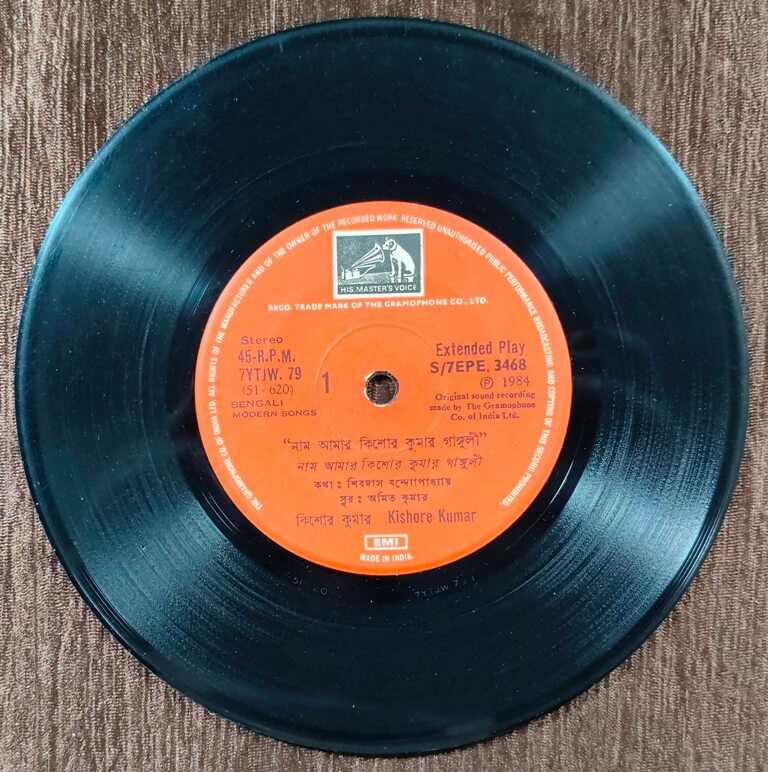 THE GRAMOPHONE CO. OF INDIA LTD. ALL RIGHTS OF THE MANUFACTURER AND OF THE OWNER OF THE RECORDED WORK RESERVED UNAUTHORISED PUBLIC PERFORMANCE BROADCASTING AND COPYING OF THIS RECORD PROHIBITED.
HIS MASTER'S VOICE
REGD. TRADE MARK OF THE GRAMOPHONE CO., LTD.
Stereo
45-R.P.M.
7YTJW. 79
(51-620)
BENGALI
MODERN SONGS
1
Extended Play
S/7EPE. 3468
℗ 1984
Original sound recording
made by The Gramophone
Co. of India Ltd.
“নাম আমার কিশোর কুমার গাঙ্গুলী”
নাম আমার কিশোর কুমার গাঙ্গুলী
কথা : শিবদাস বন্দ্যোপাধ্যায়
সুর : অমিত কুমার
কিশোর কুমার Kishore Kumar
EMI
MADE IN INDIA.